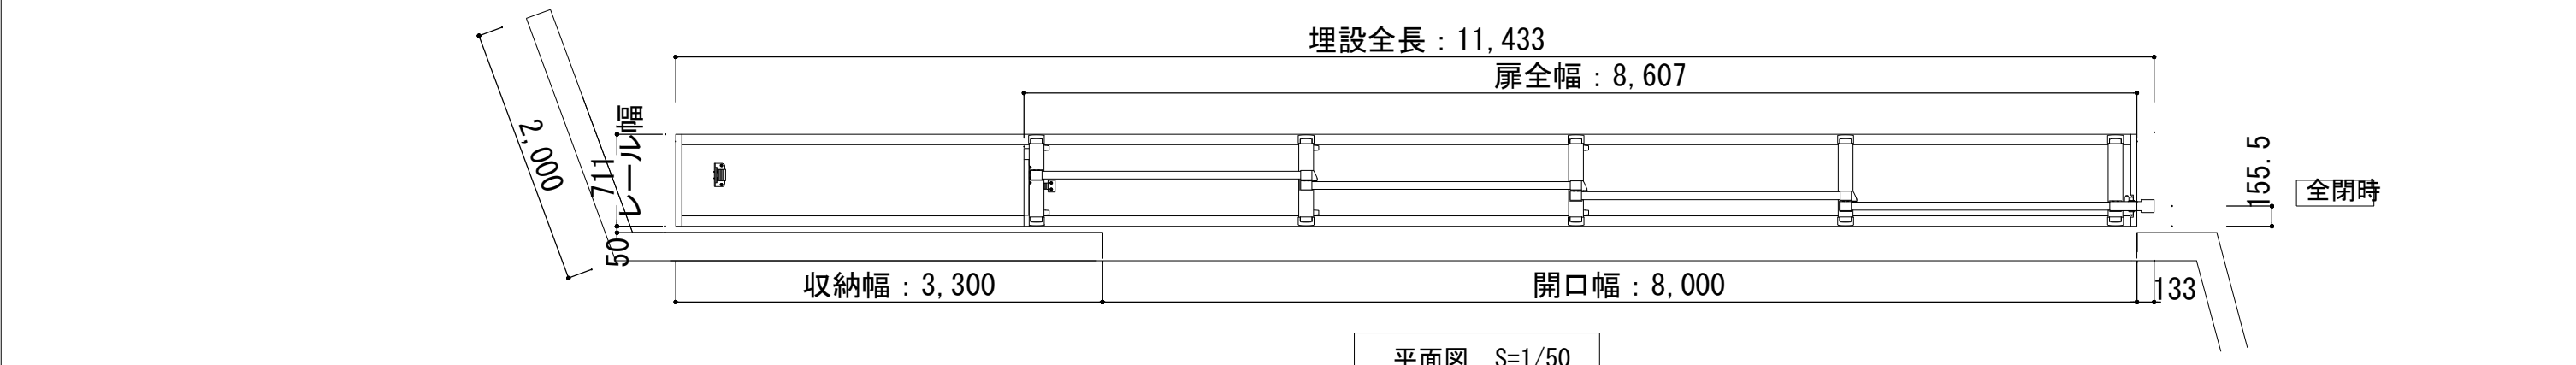 埋設全長：11,433
扉全幅：8,607
2,000
レール幅
711
50
155.5
全閉時
収納幅：3,300
開口幅：8,000
133
平面図 S=1/50